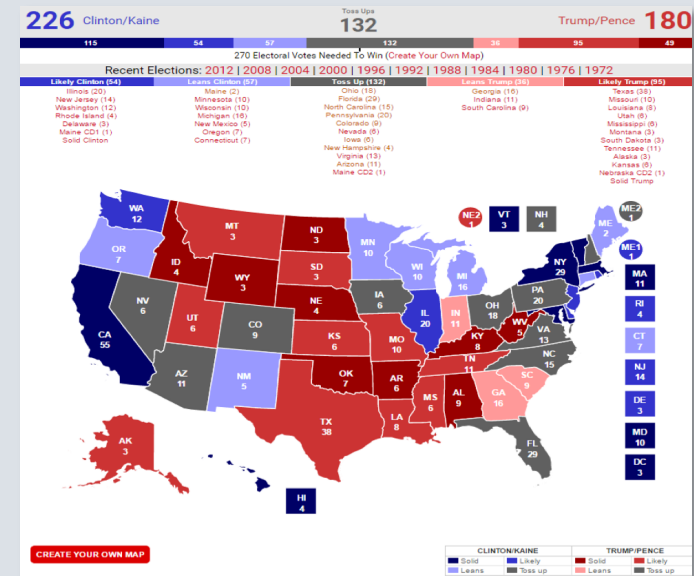 226 Clinton/Kaine Toss Ups 132 Trump/Pence 180
115 54 57 132 36 95 49
270 Electoral Votes Needed To Win (Create Your Own Map)
Recent Elections: 2012 | 2008 | 2004 | 2000 | 1996 | 1992 | 1988 | 1984 | 1980 | 1976 | 1972
Likely Clinton (54) Leans Clinton (57) Toss Up (132) Leans Trump (36) Likely Trump (95)
Illinois (20) Maine (2) Ohio (18) Georgia (16) Texas (38)
New Jersey (14) Minnesota (10) Florida (29) Indiana (11) Missouri (10)
Washington (12) Wisconsin (10) North Carolina (15) South Carolina (9) Louisiana (8)
Rhode Island (4) Michigan (16) Pennsylvania (20) Utah (6)
Delaware (3) New Mexico (5) Colorado (9) Mississippi (6)
Maine CD1 (1) Oregon (7) Nevada (6) Montana (3)
Solid Clinton Connecticut (7) Iowa (6) South Dakota (3)
New Hampshire (4) Tennessee (11)
Virginia (13) Alaska (3)
Arizona (11) Kansas (6)
Maine CD2 (1) Nebraska CD2 (1)
Solid Trump
WA
12
OR
7
CA
55
ID
4
NV
6
MT
3
WY
3
UT
6
AZ
11
CO
9
NM
5
ND
3
SD
3
NE
4
KS
6
OK
7
TX
38
MN
10
IA
6
MO
10
AR
6
LA
8
WI
10
IL
20
MI
16
IN
11
OH
18
KY
8
TN
11
MS
6
AL
9
GA
16
FL
29
SC
9
NC
15
VA
13
WV
5
PA
20
NY
29
ME
2
NE2
1
VT
3
NH
4
ME2
1
ME1
1
MA
11
RI
4
CT
7
NJ
14
DE
3
MD
10
DC
3
AK
3
HI
4
CREATE YOUR OWN MAP
CLINTON/KAINE TRUMP/PENCE
Solid Likely Solid Likely
Leans Toss up Leans Toss up